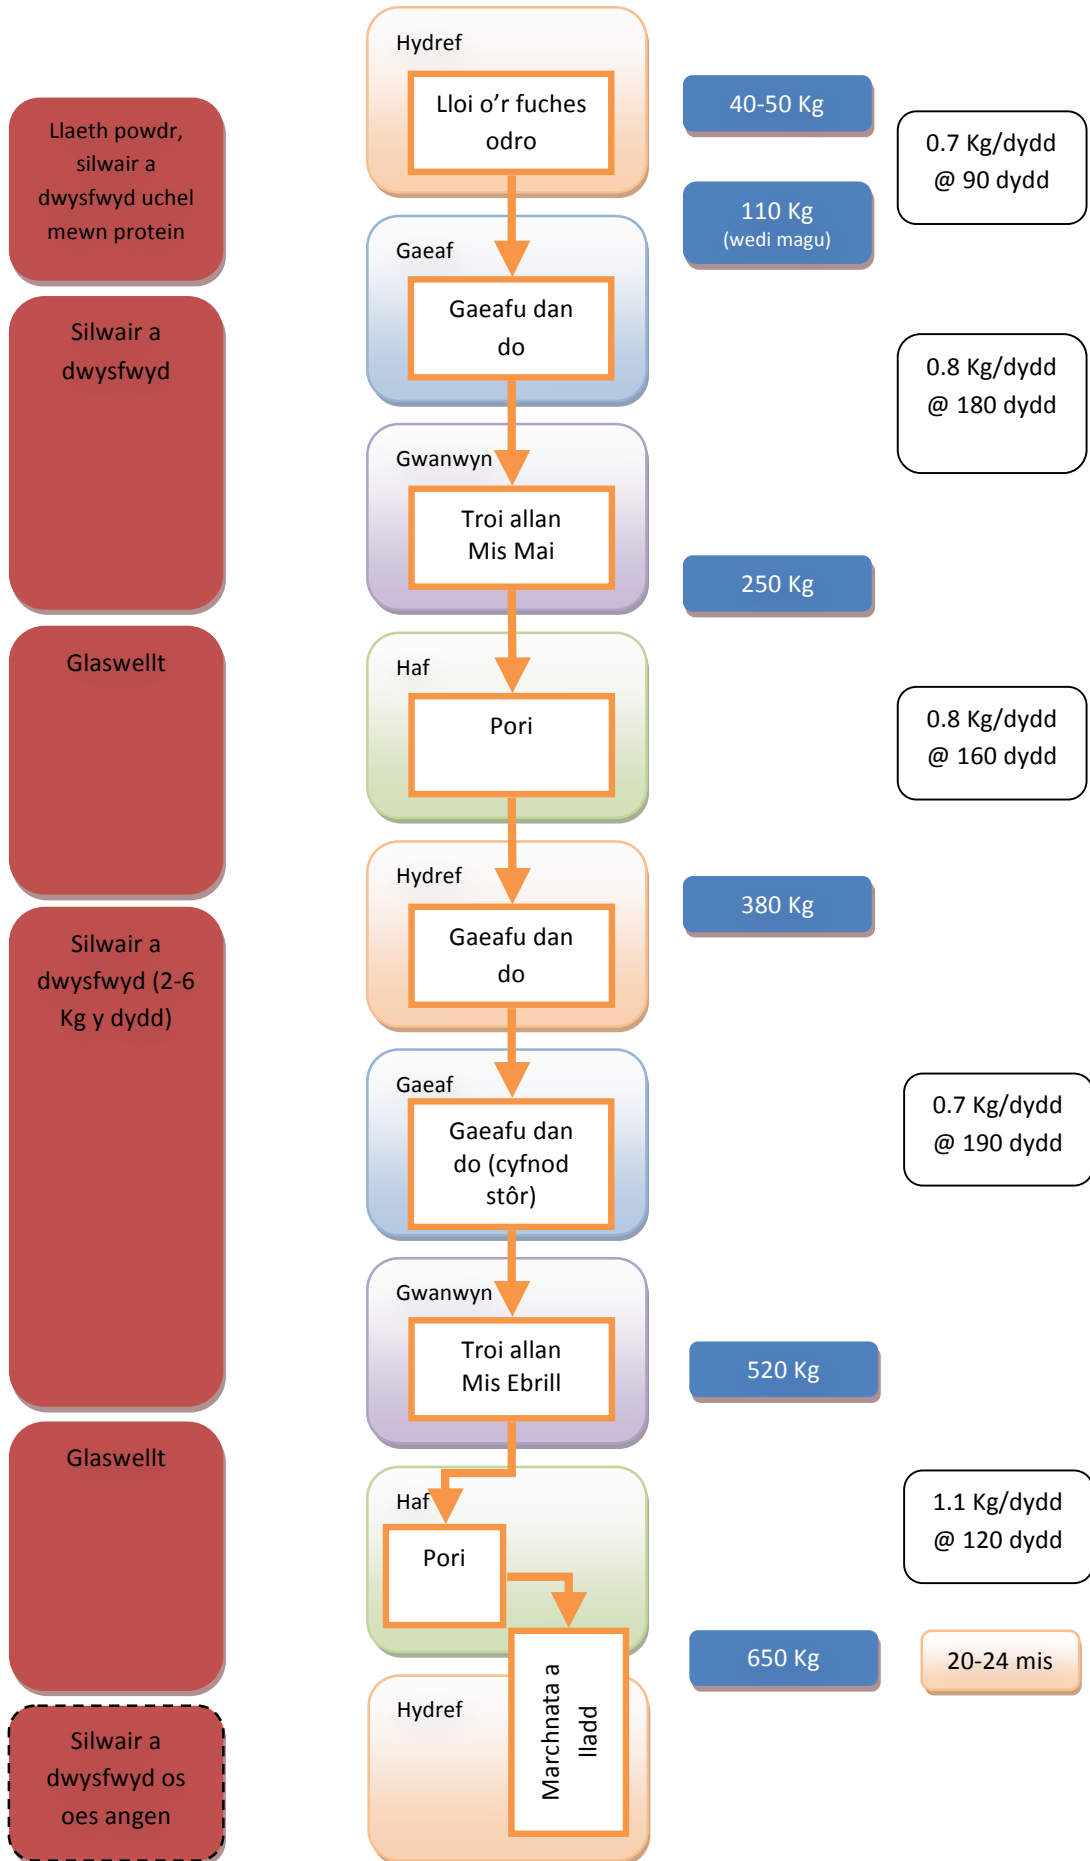 Hydref
Lloi o'r fuches
odro
40-50 Kg
Llaeth powdr,
silwair a
dwysfwyd uchel
mewn protein
0.7 Kg/dydd
@ 90 dydd
110 Kg
(wedi magu)
Gaeaf
Gaeafu dan
do
Silwair a
dwysfwyd
0.8 Kg/dydd
@ 180 dydd
Gwanwyn
Troi allan
Mis Mai
250 Kg
Glaswellt
Haf
Pori
0.8 Kg/dydd
@ 160 dydd
Hydref
Gaeafu dan
do
380 Kg
Silwair a
dwysfwyd (2-6
Kg y dydd)
Gaeaf
Gaeafu dan
do (cyfnod
stôr)
0.7 Kg/dydd
@ 190 dydd
Gwanwyn
Troi allan
Mis Ebrill
520 Kg
Glaswellt
Haf
Pori
1.1 Kg/dydd
@ 120 dydd
650 Kg
20-24 mis
Hydref
Marchnata a
lladd
Silwair a
dwysfwyd os
oes angen